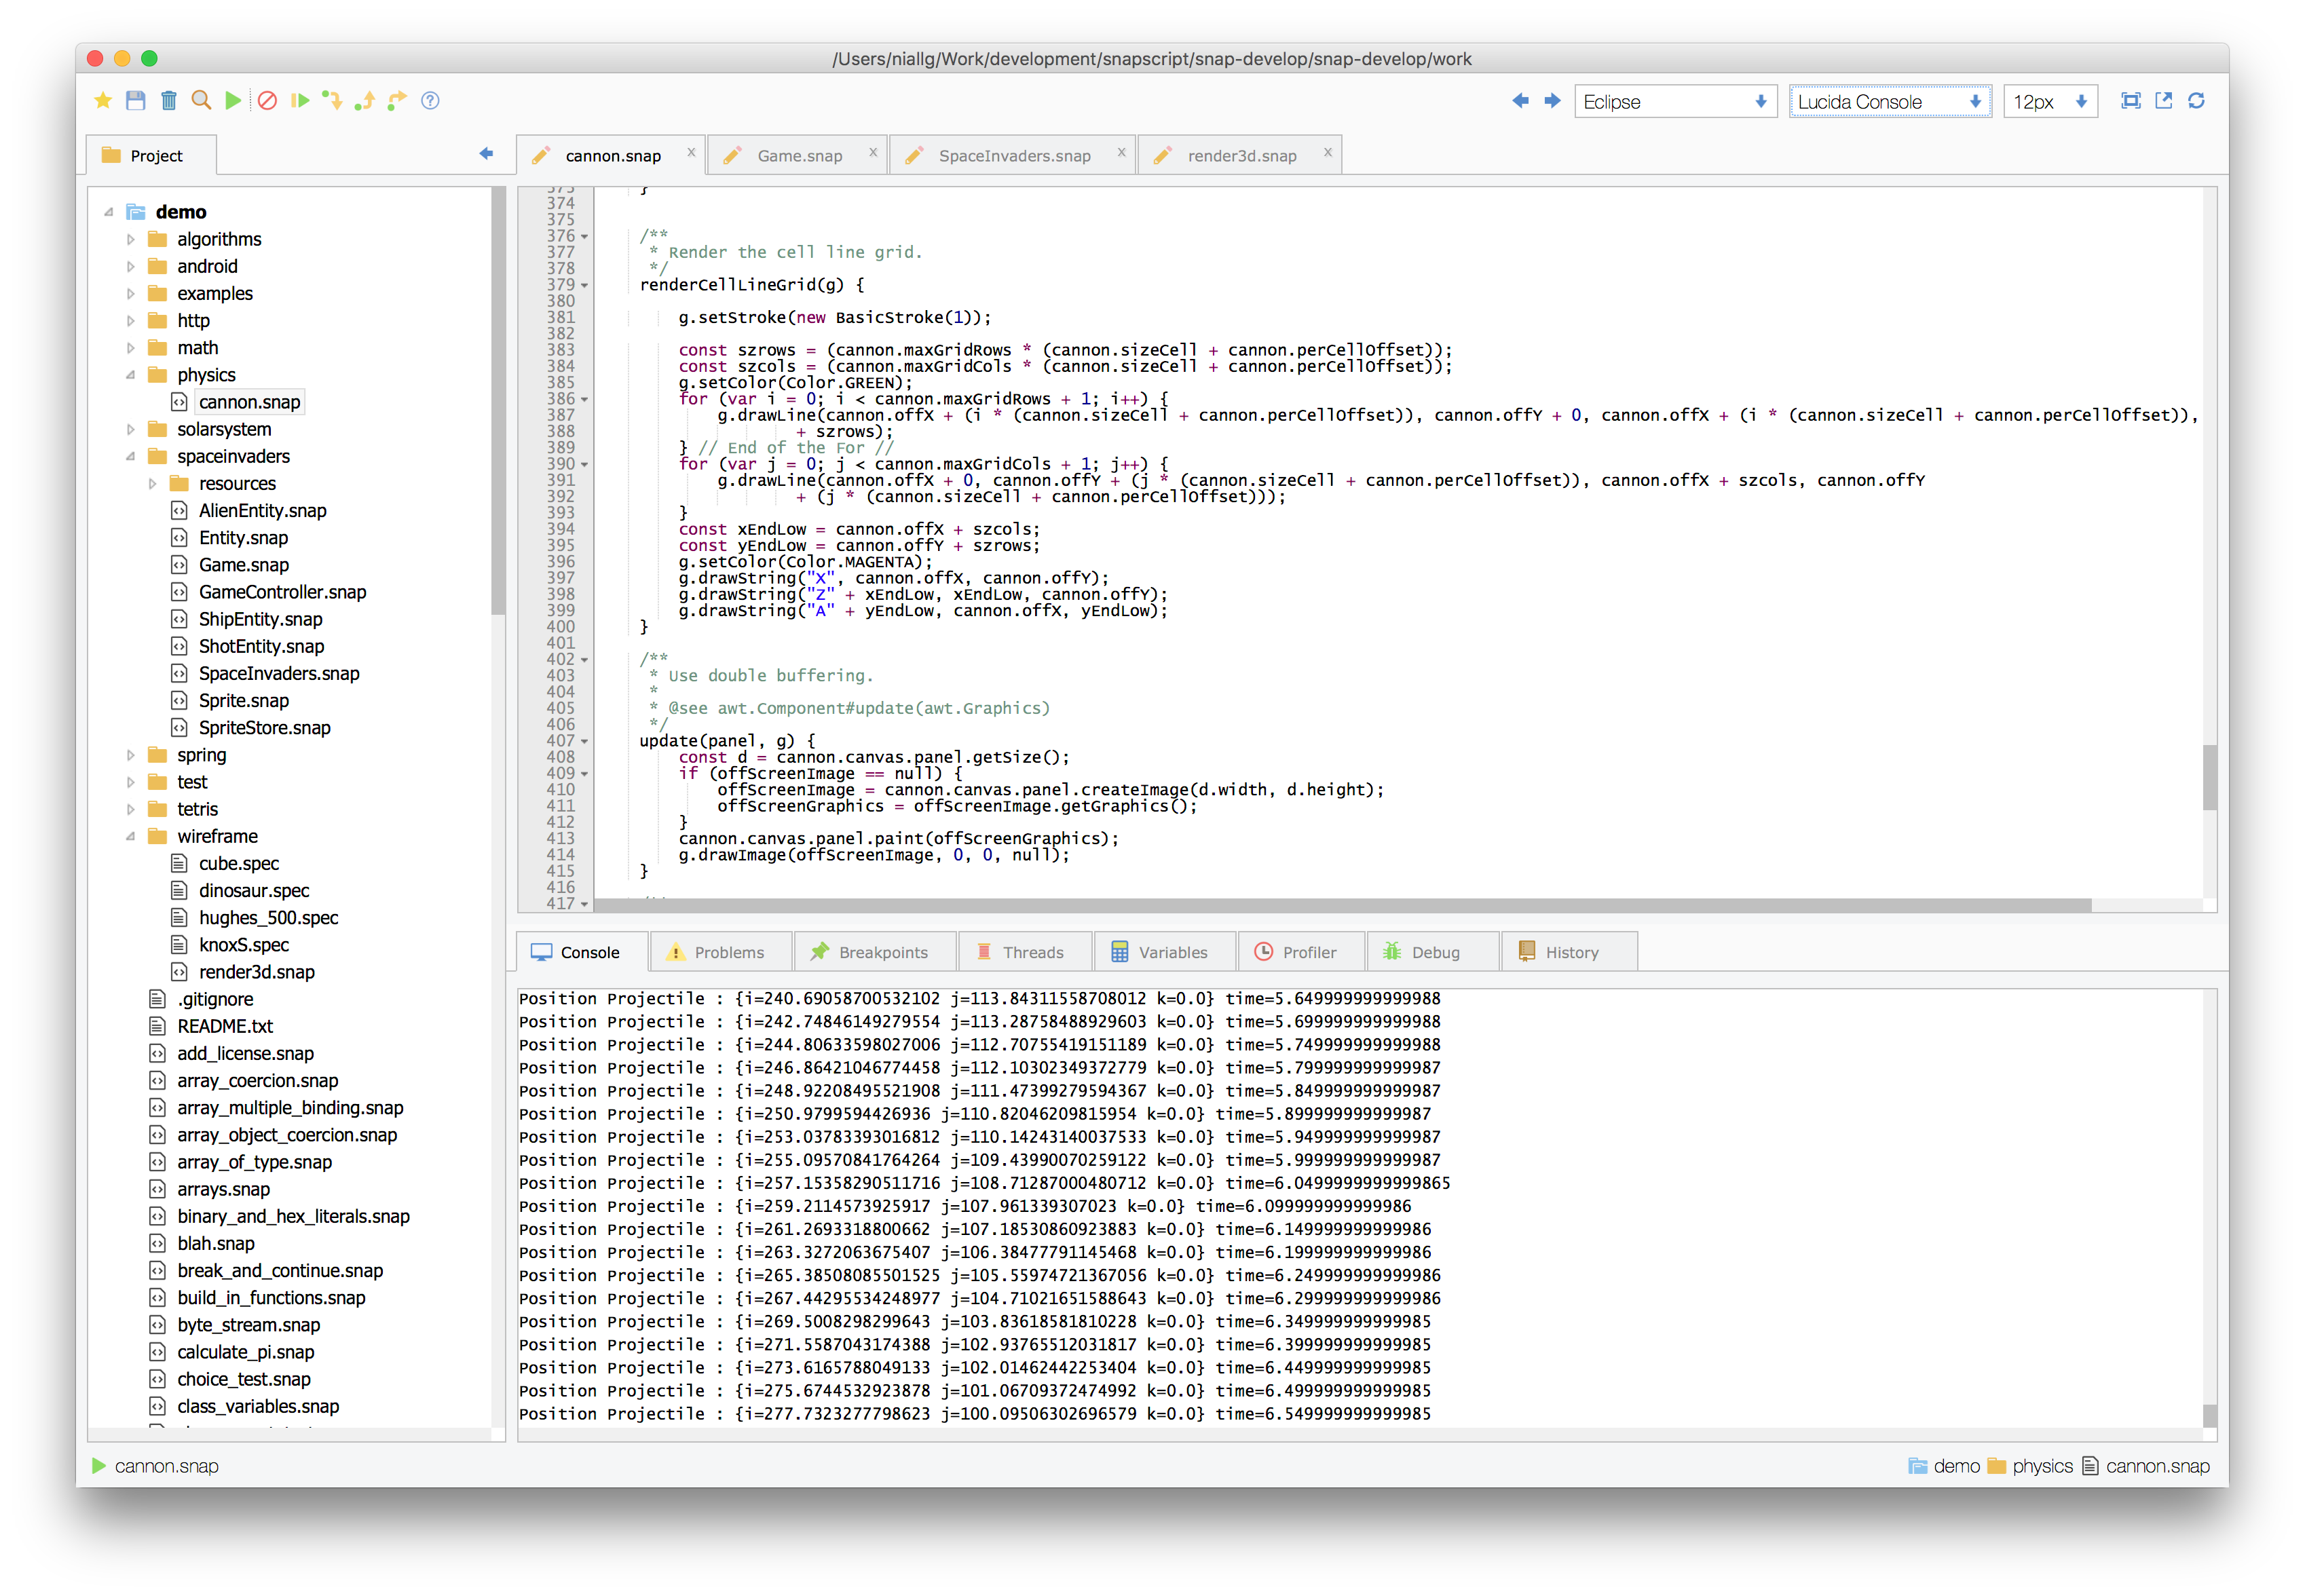 /Users/niallg/Work/development/snapscript/snap-develop/snap-develop/work
Eclipse
Lucida Console
12px
Project
cannon.snap
Game.snap
SpaceInvaders.snap
render3d.snap
demo
algorithms
android
examples
http
math
physics
cannon.snap
solarsystem
spaceinvaders
resources
AlienEntity.snap
Entity.snap
Game.snap
GameController.snap
ShipEntity.snap
ShotEntity.snap
SpaceInvaders.snap
Sprite.snap
SpriteStore.snap
spring
test
tetris
wireframe
cube.spec
dinosaur.spec
hughes_500.spec
knoxS.spec
render3d.snap
.gitignore
README.txt
add_license.snap
array_coercion.snap
array_multiple_binding.snap
array_object_coercion.snap
array_of_type.snap
arrays.snap
binary_and_hex_literals.snap
blah.snap
break_and_continue.snap
build_in_functions.snap
byte_stream.snap
calculate_pi.snap
choice_test.snap
class_variables.snap
373 }
374
375
376 /**
377 * Render the cell line grid.
378 */
379 renderCellLineGrid(g) {
380
381 g.setStroke(new BasicStroke(1));
382
383 const szrows = (cannon.maxGridRows * (cannon.sizeCell + cannon.perCellOffset));
384 const szcols = (cannon.maxGridCols * (cannon.sizeCell + cannon.perCellOffset));
385 g.setColor(Color.GREEN);
386 for (var i = 0; i < cannon.maxGridRows + 1; i++) {
387 g.drawLine(cannon.offX + (i * (cannon.sizeCell + cannon.perCellOffset)), cannon.offY + 0, cannon.offX + (i * (cannon.sizeCell + cannon.perCellOffset)),
388 + szrows);
389 } // End of the For //
390 for (var j = 0; j < cannon.maxGridCols + 1; j++) {
391 g.drawLine(cannon.offX + 0, cannon.offY + (j * (cannon.sizeCell + cannon.perCellOffset)), cannon.offX + szcols, cannon.offY
392 + (j * (cannon.sizeCell + cannon.perCellOffset)));
393 }
394 const xEndLow = cannon.offX + szcols;
395 const yEndLow = cannon.offY + szrows;
396 g.setColor(Color.MAGENTA);
397 g.drawString("X", cannon.offX, cannon.offY);
398 g.drawString("Z" + xEndLow, xEndLow, cannon.offY);
399 g.drawString("A" + yEndLow, cannon.offX, yEndLow);
400 }
401
402 /**
403 * Use double buffering.
404 *
405 * @see awt.Component#update(awt.Graphics)
406 */
407 update(panel, g) {
408 const d = cannon.canvas.panel.getSize();
409 if (offScreenImage == null) {
410 offScreenImage = cannon.canvas.panel.createImage(d.width, d.height);
411 offScreenGraphics = offScreenImage.getGraphics();
412 }
413 cannon.canvas.panel.paint(offScreenGraphics);
414 g.drawImage(offScreenImage, 0, 0, null);
415 }
416
417
Console
Problems
Breakpoints
Threads
Variables
Profiler
Debug
History
Position Projectile : {i=240.69058700532102 j=113.84311558708012 k=0.0} time=5.649999999999988
Position Projectile : {i=242.74846149279554 j=113.28758488929603 k=0.0} time=5.699999999999988
Position Projectile : {i=244.80633598027006 j=112.70755419151189 k=0.0} time=5.749999999999988
Position Projectile : {i=246.86421046774458 j=112.10302349372779 k=0.0} time=5.799999999999987
Position Projectile : {i=248.92208495521908 j=111.47399279594367 k=0.0} time=5.849999999999987
Position Projectile : {i=250.9799594426936 j=110.82046209815954 k=0.0} time=5.899999999999987
Position Projectile : {i=253.03783393016812 j=110.14243140037533 k=0.0} time=5.949999999999987
Position Projectile : {i=255.09570841764264 j=109.43990070259122 k=0.0} time=5.999999999999987
Position Projectile : {i=257.15358290511716 j=108.71287000480712 k=0.0} time=6.0499999999999865
Position Projectile : {i=259.2114573925917 j=107.961339307023 k=0.0} time=6.099999999999986
Position Projectile : {i=261.2693318800662 j=107.18530860923883 k=0.0} time=6.149999999999986
Position Projectile : {i=263.3272063675407 j=106.38477791145468 k=0.0} time=6.199999999999986
Position Projectile : {i=265.38508085501525 j=105.55974721367056 k=0.0} time=6.249999999999986
Position Projectile : {i=267.44295534248977 j=104.71021651588643 k=0.0} time=6.299999999999986
Position Projectile : {i=269.5008298299643 j=103.83618581810228 k=0.0} time=6.349999999999985
Position Projectile : {i=271.5587043174388 j=102.93765512031817 k=0.0} time=6.399999999999985
Position Projectile : {i=273.6165788049133 j=102.01462442253404 k=0.0} time=6.449999999999985
Position Projectile : {i=275.6744532923878 j=101.06709372474992 k=0.0} time=6.499999999999985
Position Projectile : {i=277.7323277798623 j=100.09506302696579 k=0.0} time=6.549999999999985
cannon.snap
demo physics cannon.snap